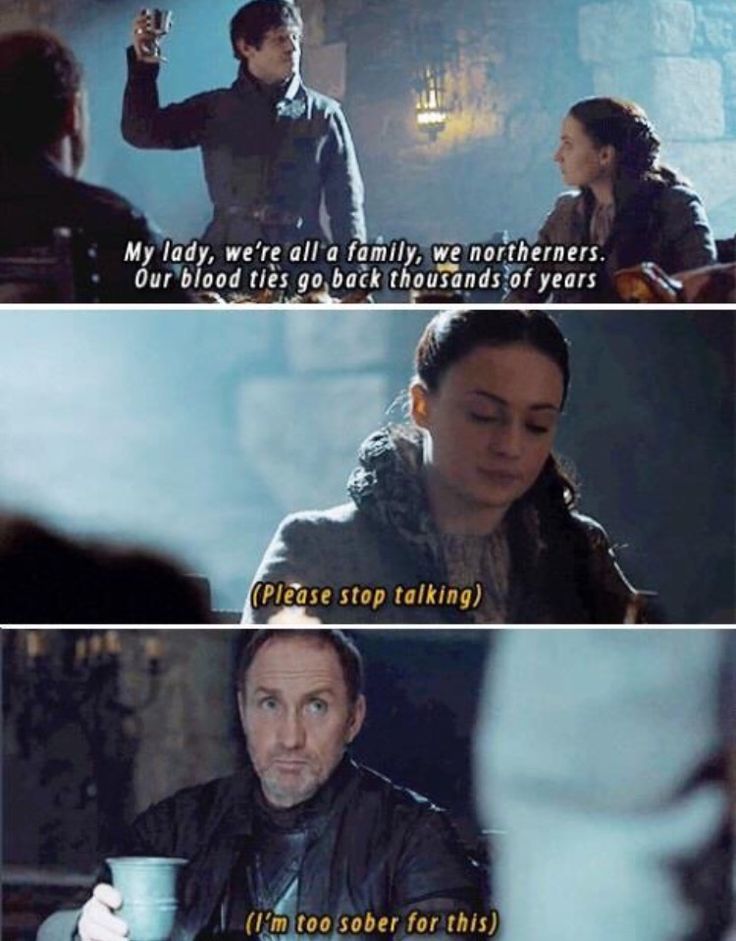 My lady, we're all a family, we northerners.
Our blood ties go back thousands of years
(Please stop talking)
(I'm too sober for this)